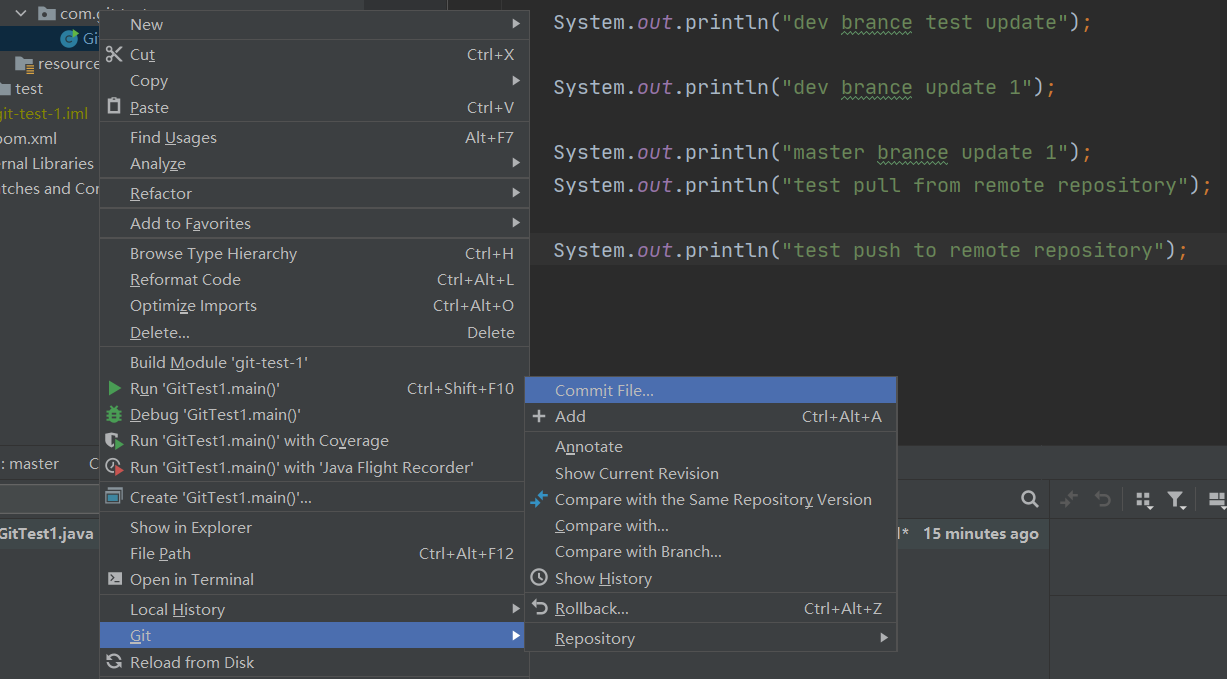 New
Cut Ctrl+X
Copy
Paste Ctrl+V
Find Usages Alt+F7
Analyze
Refactor
Add to Favorites
Browse Type Hierarchy Ctrl+H
Reformat Code Ctrl+Alt+L
Optimize Imports Ctrl+Alt+O
Delete... Delete
Build Module 'git-test-1'
Run 'GitTest1.main()' Ctrl+Shift+F10
Debug 'GitTest1.main()'
Run 'GitTest1.main()' with Coverage
Run 'GitTest1.main()' with 'Java Flight Recorder'
Create 'GitTest1.main()'...
Show in Explorer
File Path Ctrl+Alt+F12
Open in Terminal
Local History
Git
Reload from Disk
Commit File...
Add Ctrl+Alt+A
Annotate
Show Current Revision
Compare with the Same Repository Version
Compare with...
Compare with Branch...
Show History
Rollback... Ctrl+Alt+Z
Repository
System.out.println("dev brance test update");
System.out.println("dev brance update 1");
System.out.println("master brance update 1");
System.out.println("test pull from remote repository");
System.out.println("test push to remote repository");
Gi
resource
test
git-test-1.iml
pom.xml
rnal Libraries
tches and Con
: master
GitTest1.java
15 minutes ago